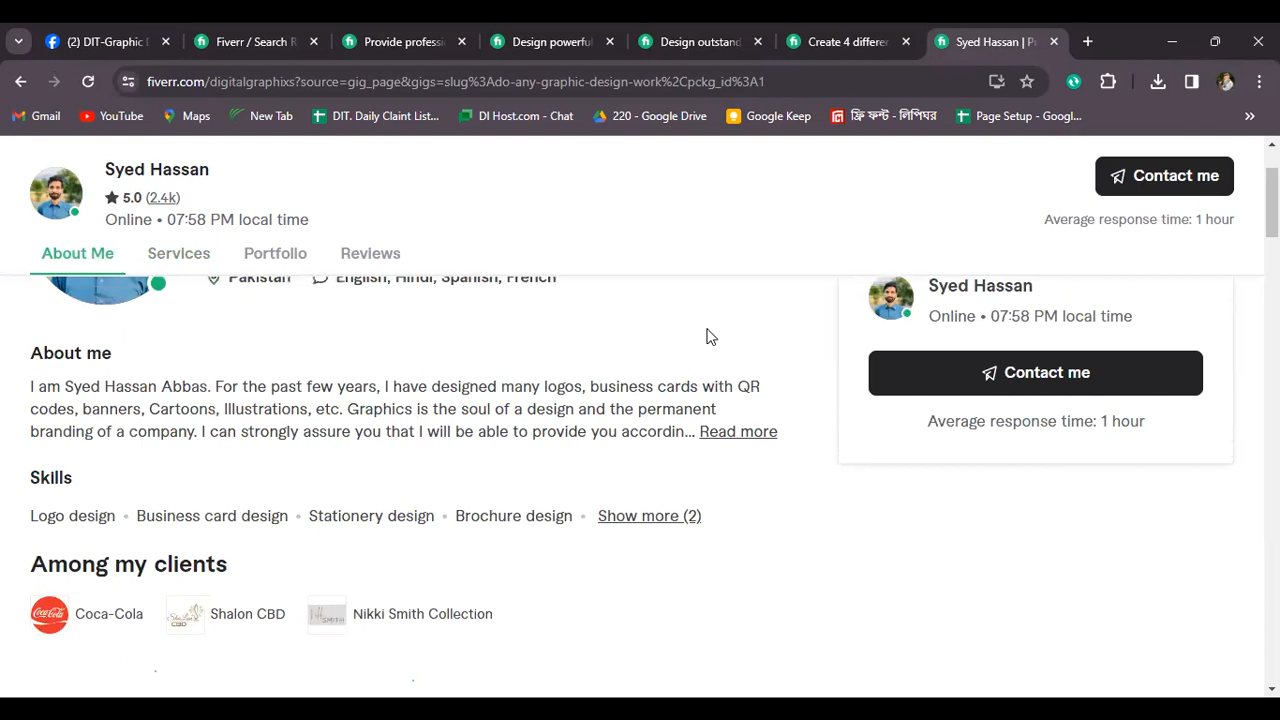 (2) DIT-Graphic D
Fiverr / Search R
Provide professi
Design powerful
Design outstand
Create 4 differe
Syed Hassan | Pr
fiverr.com/digitalgraphixs?source=gig_page&gigs=slug%3Ado-any-graphic-design-work%2Cpckg_id%3A1
Gmail
YouTube
Maps
New Tab
DIT. Daily Claint List...
DI Host.com - Chat
220 - Google Drive
Google Keep
ফ্রি ফন্ট - লিপিঘর
Page Setup - Googl...
Syed Hassan
5.0 (2.4k)
Online • 07:58 PM local time
Contact me
Average response time: 1 hour
About Me
Services
Portfolio
Reviews
Pakistan
English, Hindi, Spanish, French
Syed Hassan
Online • 07:58 PM local time
Contact me
Average response time: 1 hour
About me
I am Syed Hassan Abbas. For the past few years, I have designed many logos, business cards with QR
codes, banners, Cartoons, Illustrations, etc. Graphics is the soul of a design and the permanent
branding of a company. I can strongly assure you that I will be able to provide you accordin... Read more
Skills
Logo design • Business card design • Stationery design • Brochure design • Show more (2)
Among my clients
Coca-Cola
Shalon CBD
Nikki Smith Collection